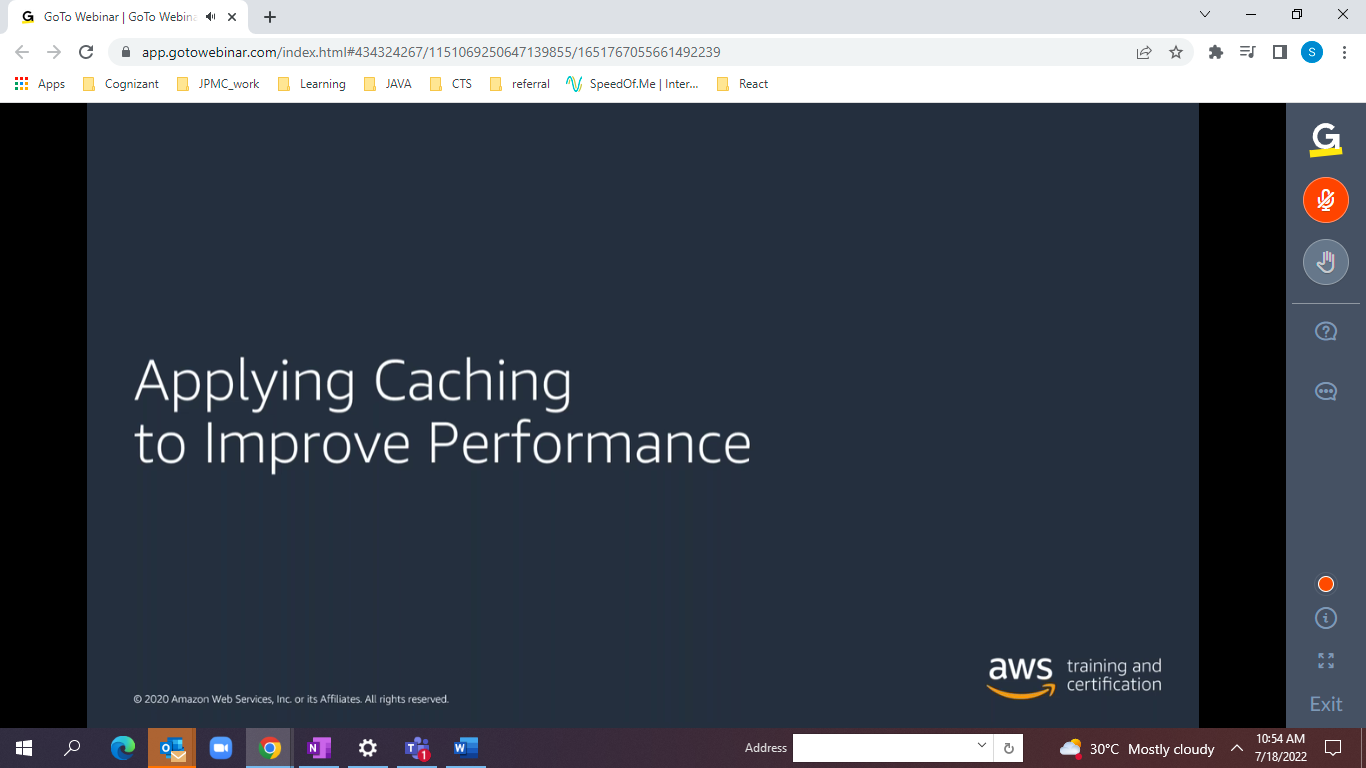 GoTo Webinar | GoTo Webina
app.gotowebinar.com/index.html#434324267/1151069250647139855/1651767055661492239
S
Apps Cognizant JPMC_work Learning JAVA CTS referral SpeedOf.Me | Inter... React
G
Applying Caching
to Improve Performance
aws training and
certification
© 2020 Amazon Web Services, Inc. or its Affiliates. All rights reserved.
Exit
Address
30°C Mostly cloudy
10:54 AM
7/18/2022
1